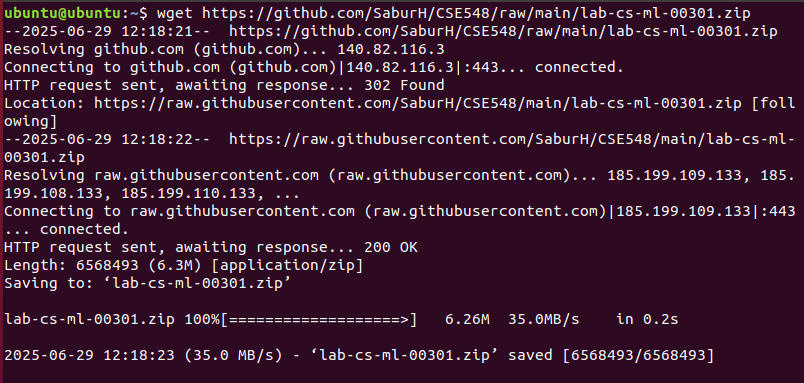 ubuntu@ubuntu:~$ wget https://github.com/SaburH/CSE548/raw/main/lab-cs-ml-00301.zip
--2025-06-29 12:18:21--  https://github.com/SaburH/CSE548/raw/main/lab-cs-ml-00301.zip
Resolving github.com (github.com)... 140.82.116.3
Connecting to github.com (github.com)|140.82.116.3|:443... connected.
HTTP request sent, awaiting response... 302 Found
Location: https://raw.githubusercontent.com/SaburH/CSE548/main/lab-cs-ml-00301.zip [foll
owing]
--2025-06-29 12:18:22--  https://raw.githubusercontent.com/SaburH/CSE548/main/lab-cs-ml-
00301.zip
Resolving raw.githubusercontent.com (raw.githubusercontent.com)... 185.199.109.133, 185.
199.108.133, 185.199.110.133, ...
Connecting to raw.githubusercontent.com (raw.githubusercontent.com)|185.199.109.133|:443
... connected.
HTTP request sent, awaiting response... 200 OK
Length: 6568493 (6.3M) [application/zip]
Saving to: ‘lab-cs-ml-00301.zip’

lab-cs-ml-00301.zip 100%[===================>]   6.26M  35.0MB/s    in 0.2s

2025-06-29 12:18:23 (35.0 MB/s) - ‘lab-cs-ml-00301.zip’ saved [6568493/6568493]